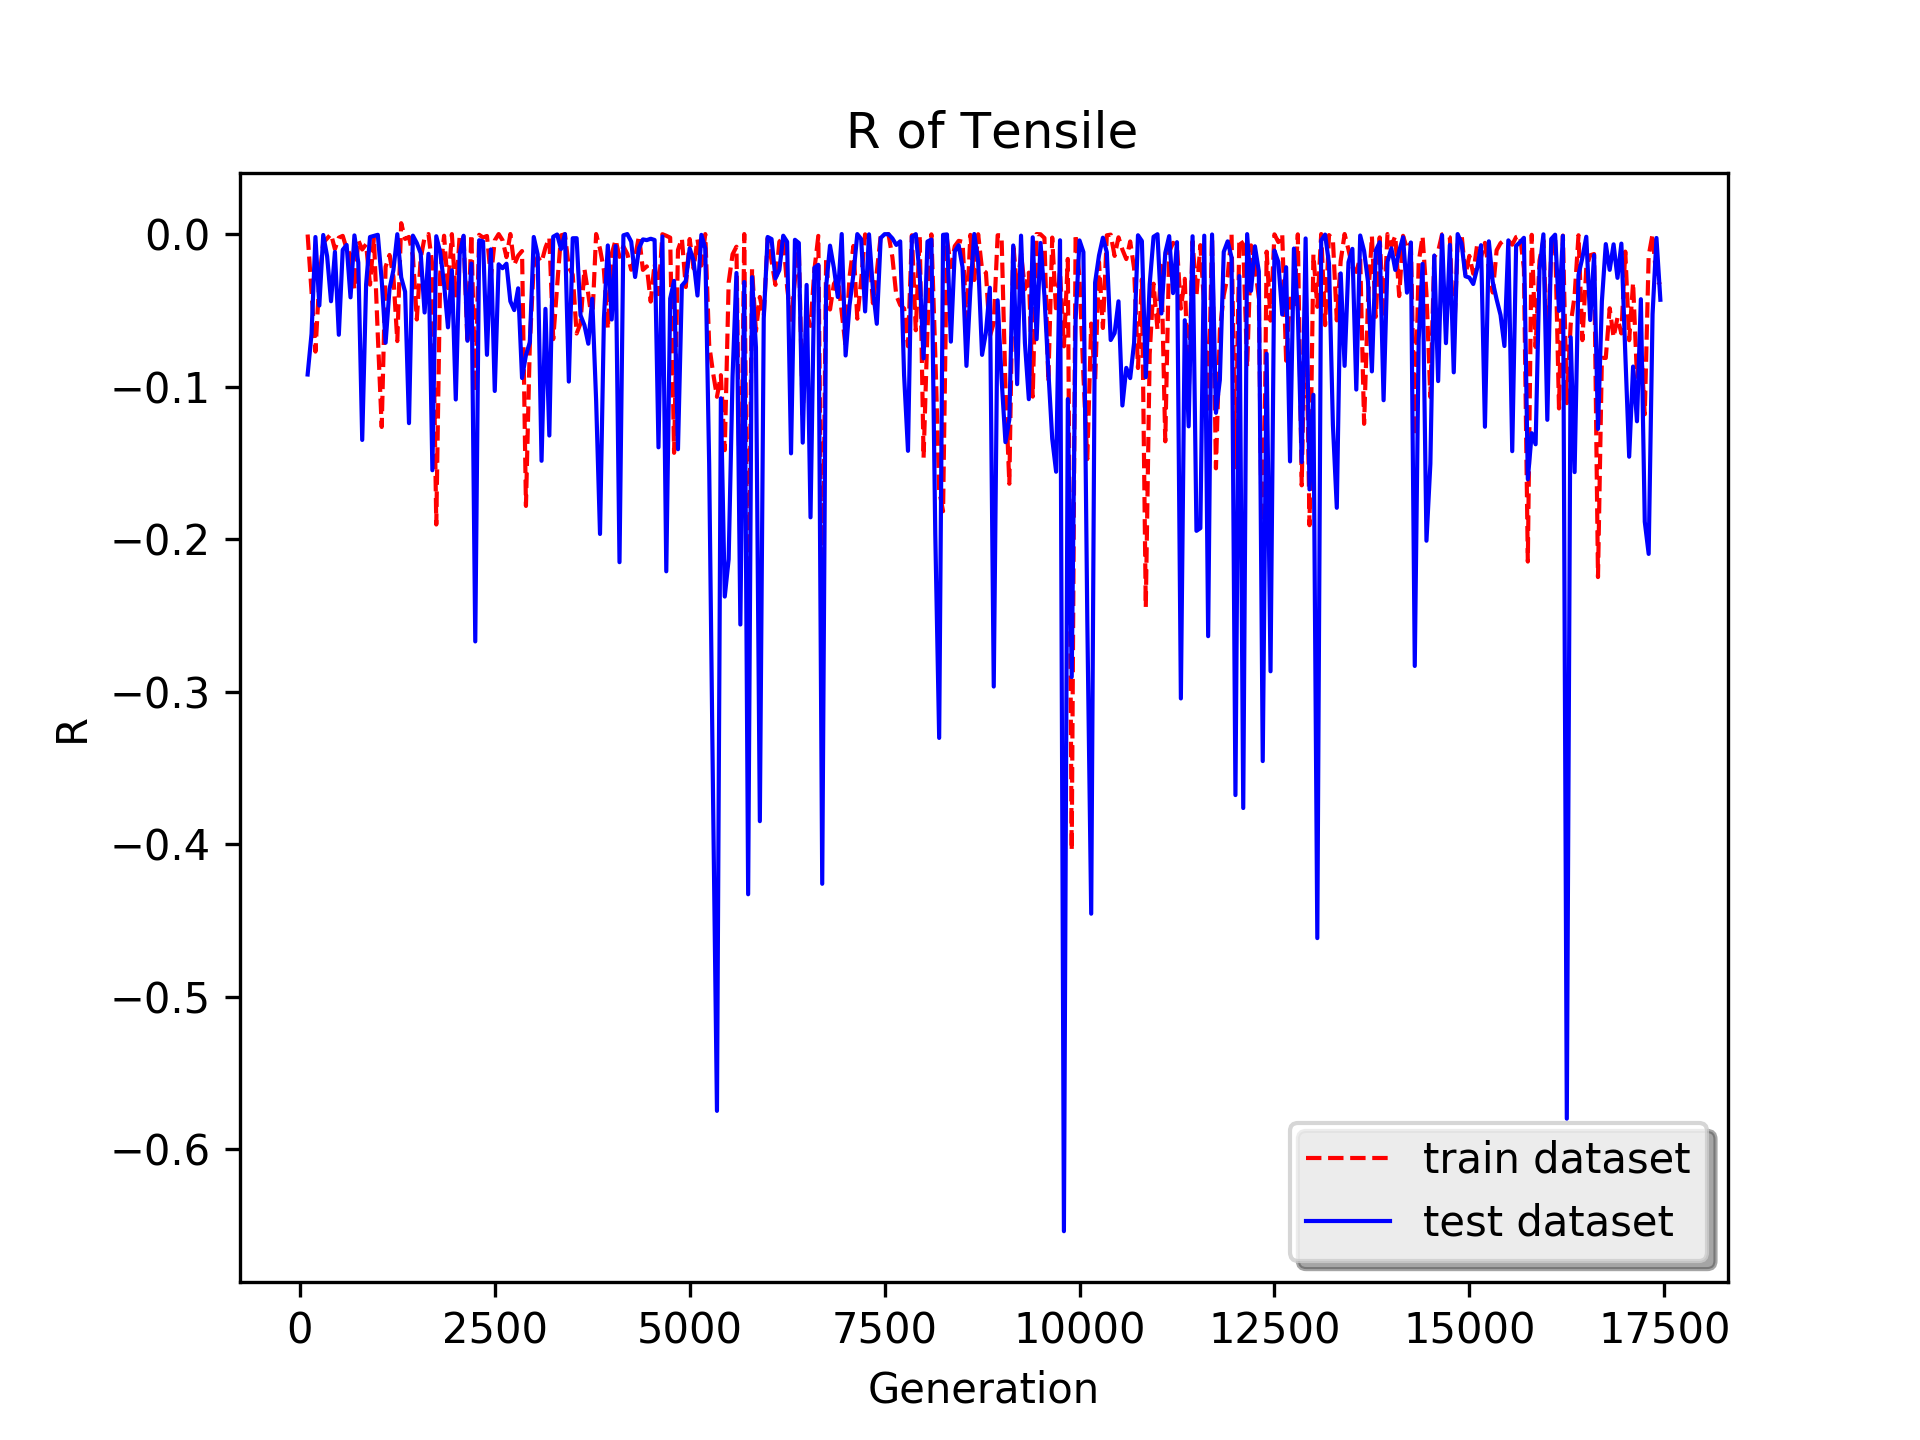 R of Tensile
0.0
−0.1
−0.2
−0.3
−0.4
−0.5
−0.6
R
train dataset
test dataset
0 2500 5000 7500 10000 12500 15000 17500
Generation